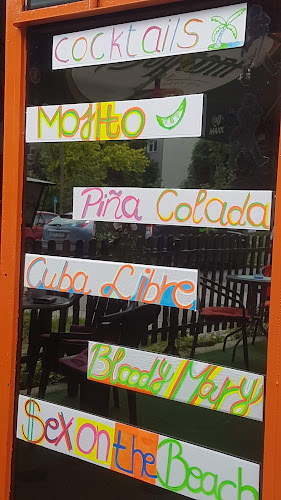 Cocktails
Mojito
Piña Colada
Cuba Libre
Bloody Mary
Sex on the Beach